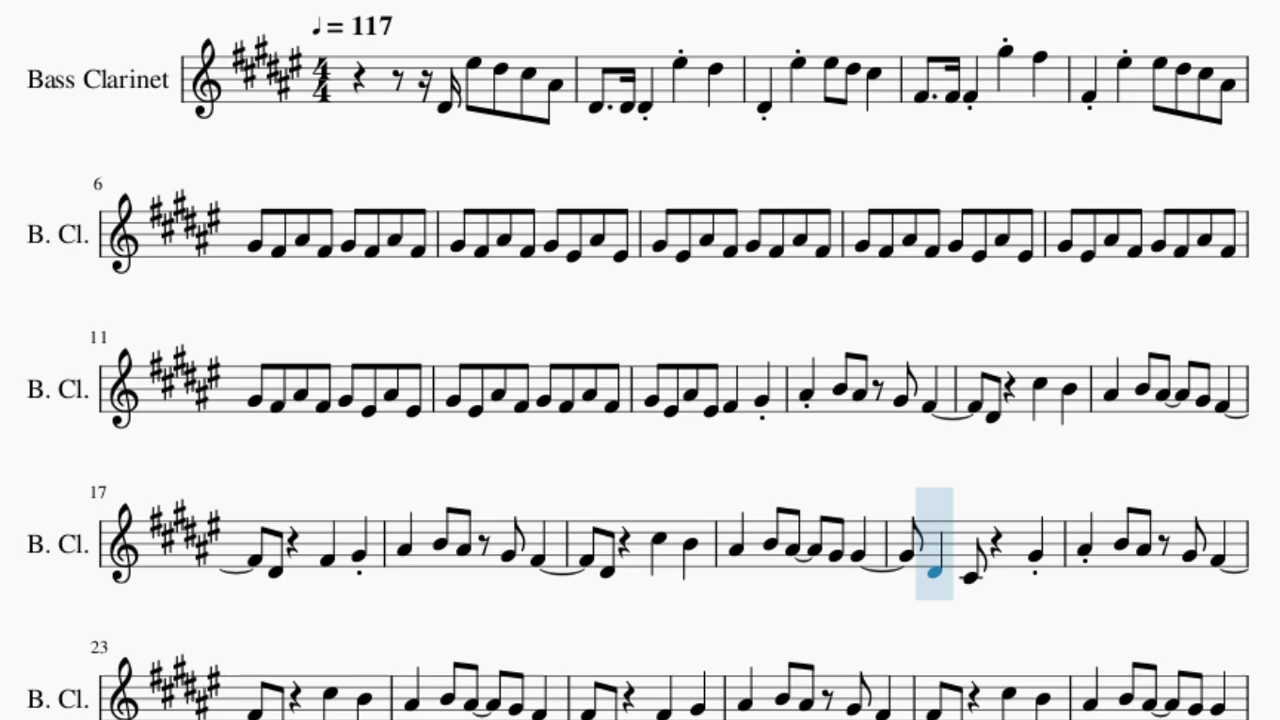 ♩ = 117
Bass Clarinet
4/4
6
B. Cl.
11
B. Cl.
17
B. Cl.
23
B. Cl.